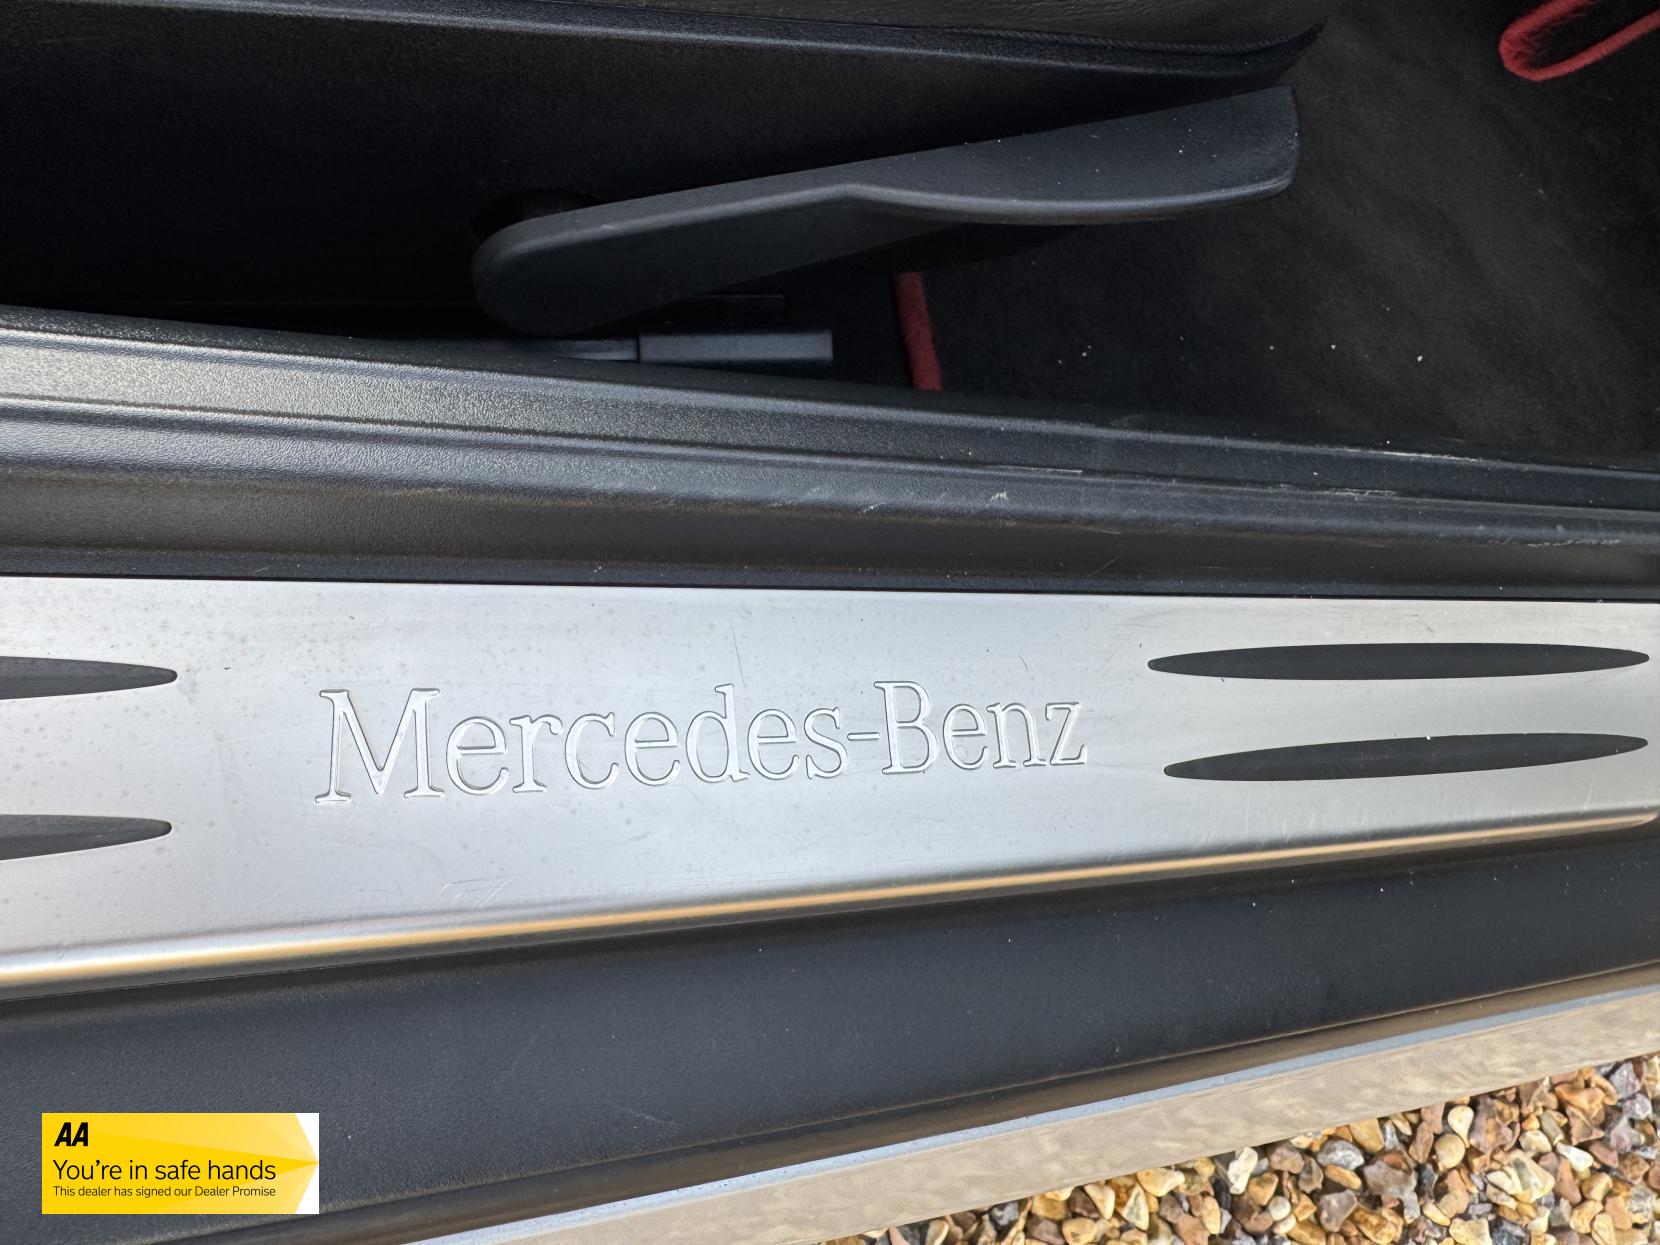 Mercedes-Benz
AA
You're in safe hands
This dealer has signed our Dealer Promise